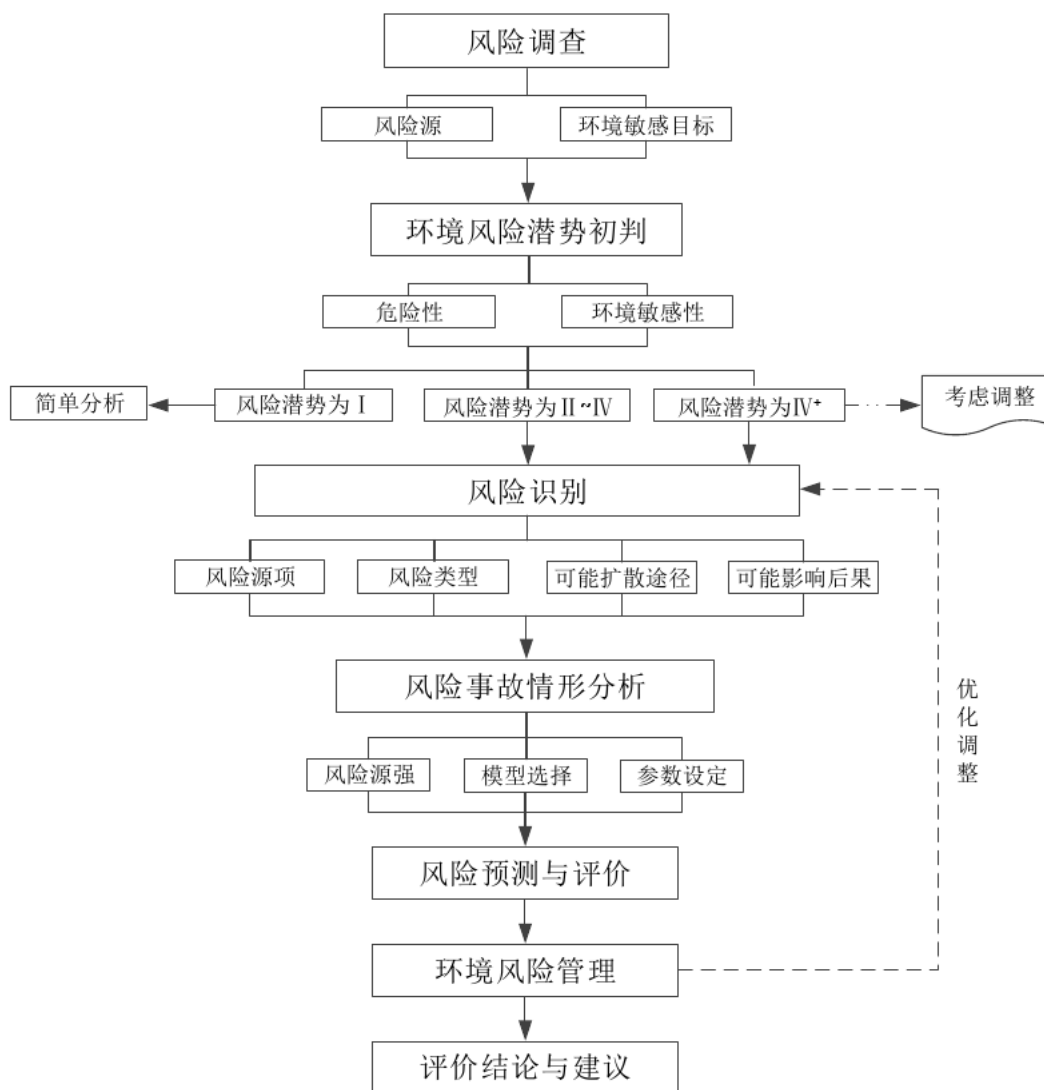 风险调查
风险源
环境敏感目标
环境风险潜势初判
危险性
环境敏感性
简单分析
风险潜势为Ⅰ
风险潜势为Ⅱ~Ⅳ
风险潜势为Ⅳ+
考虑调整
风险识别
风险源项
风险类型
可能扩散途径
可能影响后果
风险事故情形分析
优化调整
风险源强
模型选择
参数设定
风险预测与评价
环境风险管理
评价结论与建议